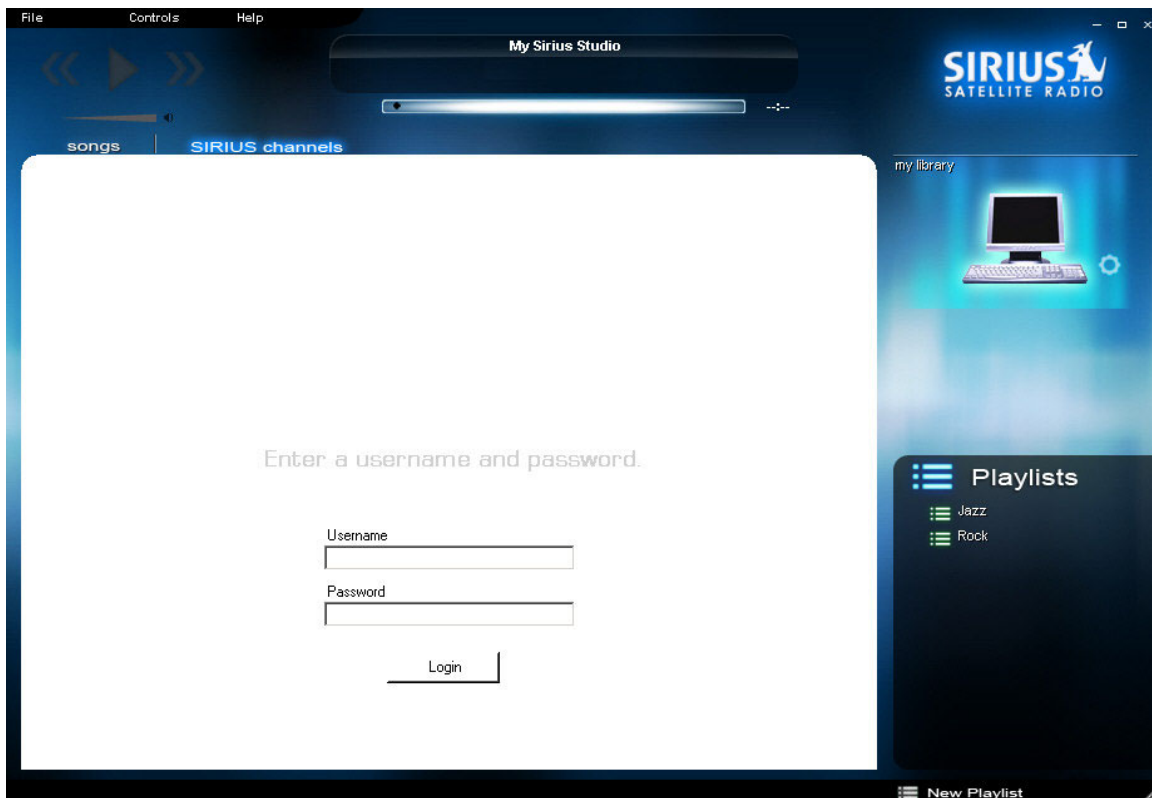 File Controls Help
My Sirius Studio
SIRIUS
SATELLITE RADIO
--:--
songs SIRIUS channels
my library
Enter a username and password.
Username
Password
Login
Playlists
Jazz
Rock
New Playlist